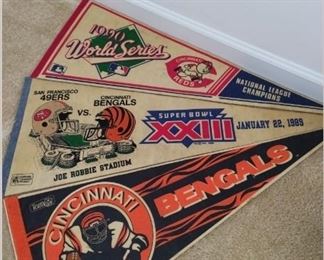 1990
World Series
CINCINNATI
REDS
NATIONAL LEAGUE
CHAMPIONS
SAN FRANCISCO
49ERS
VS.
CINCINNATI
BENGALS
SUPER BOWL
XXIII
JANUARY 22, 1989
JOE ROBBIE STADIUM
CINCINNATI
BENGALS